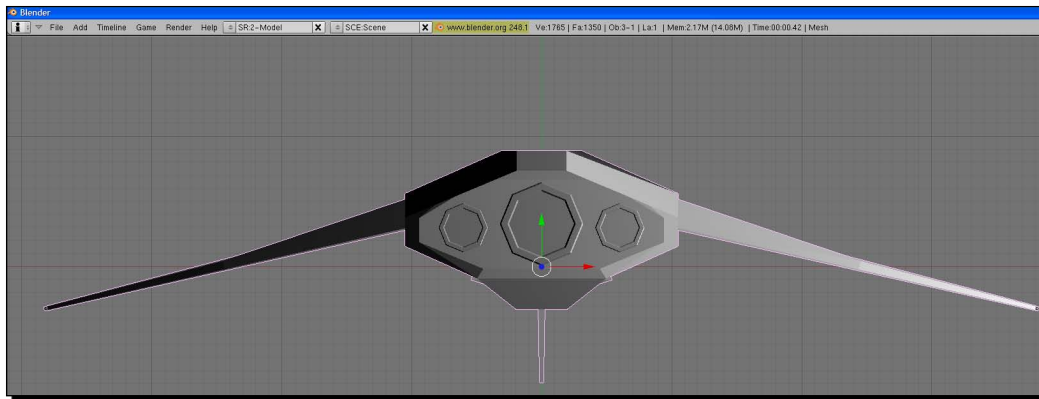 Blender
File Add Timeline Game Render Help SR:2-Model X SCE:Scene X www.blender.org 248.1 Ve:1765 | Fa:1350 | Ob:3-1 | La:1 | Mem:2.17M (14.08M) | Time:00:00.42 | Mesh